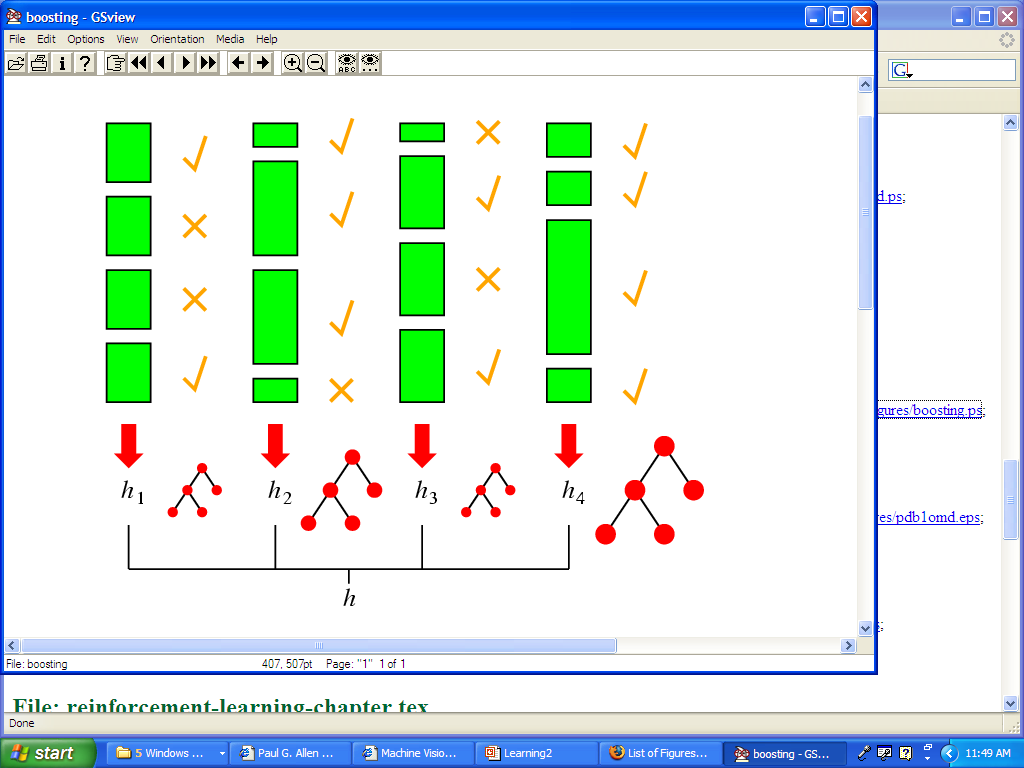 boosting - GSview
File Edit Options View Orientation Media Help
ABC
G
d.ps;
gures/boosting.ps;
es/pdb1omd.eps;
h1 h2 h3 h4
h
File: boosting 407, 507pt Page: "1" 1 of 1
File: reinforcement-learning-chapter.tex
Done
start 5 Windows ... Paul G. Allen ... Machine Visio... Learning2 List of Figures... boosting - GS... 11:49 AM